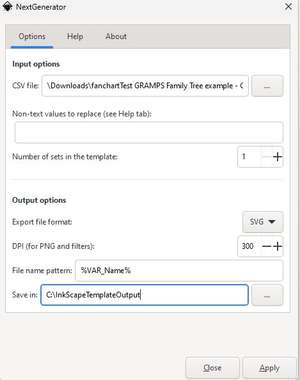 NextGenerator
Options Help About
Input options
CSV file: \Downloads\fanchartTest GRAMPS Family Tree example - C ...
Non-text values to replace (see Help tab):
Number of sets in the template: 1 − +
Output options
Export file format: SVG
DPI (for PNG and filters): 300 − +
File name pattern: %VAR_Name%
Save in: C:\InkScapeTemplateOutput ...
Close Apply